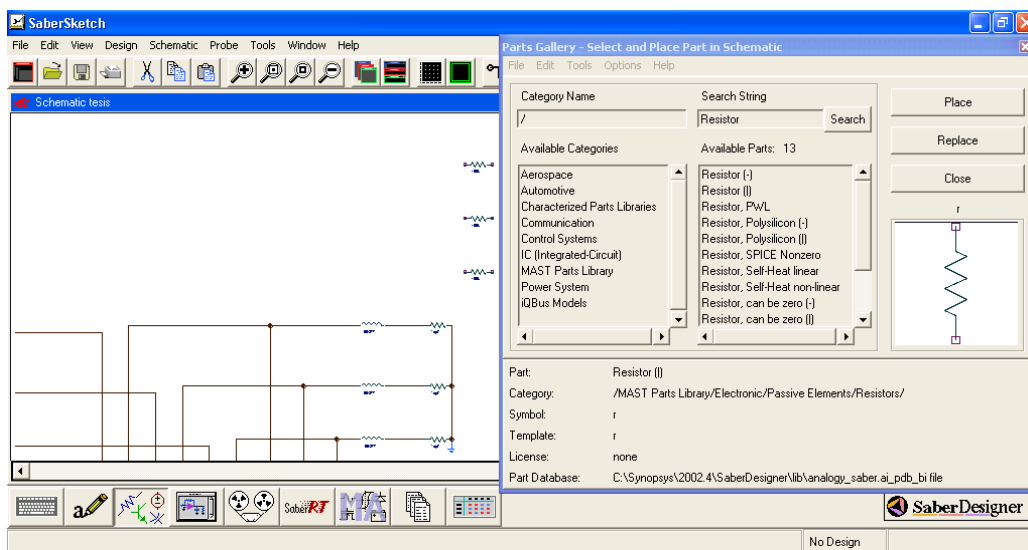 SaberSketch
File Edit View Design Schematic Probe Tools Window Help
Schematic tesis
Parts Gallery - Select and Place Part in Schematic
File Edit Tools Options Help
Category Name
/
Search String
Resistor
Search
Available Categories
Aerospace
Automotive
Characterized Parts Libraries
Communication
Control Systems
IC (Integrated-Circuit)
MAST Parts Library
Power System
iQBus Models
Available Parts: 13
Resistor (-)
Resistor (|)
Resistor, PWL
Resistor, Polysilicon (-)
Resistor, Polysilicon (|)
Resistor, SPICE Nonzero
Resistor, Self-Heat linear
Resistor, Self-Heat non-linear
Resistor, can be zero (-)
Resistor, can be zero (|)
Place
Replace
Close
r
Part: Resistor (|)
Category: /MAST Parts Library/Electronic/Passive Elements/Resistors/
Symbol: r
Template: r
License: none
Part Database: C:\Synopsys\2002.4\SaberDesigner\lib\analogy_saber.ai_pdb_bi file
a
SaberRT
SaberDesigner
No Design